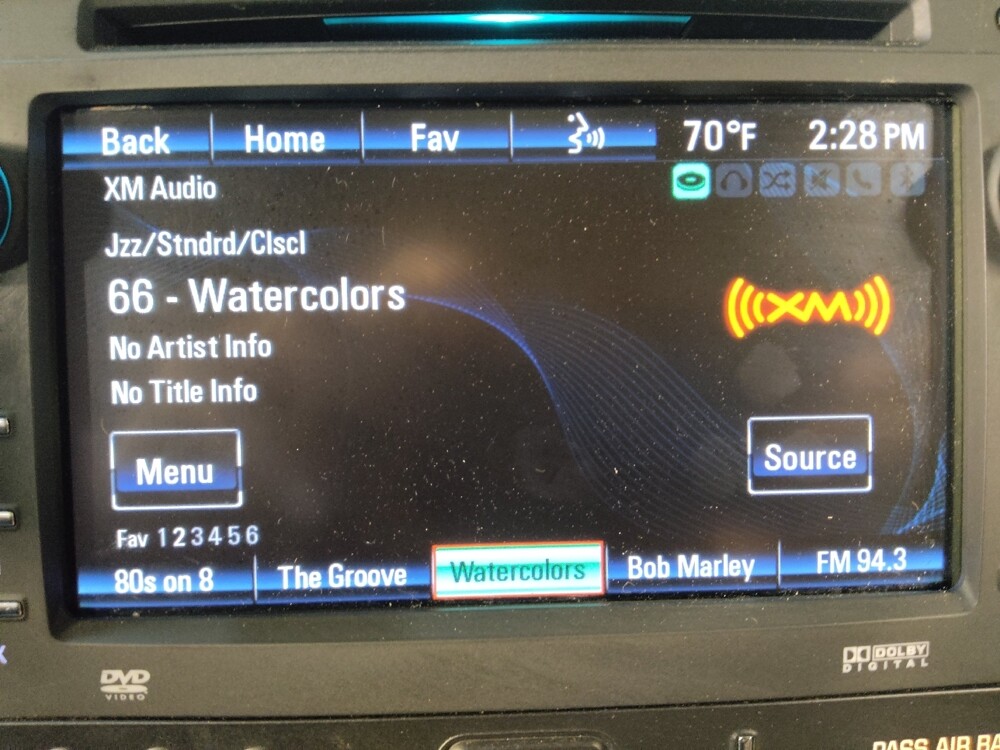 Back Home Fav 70°F 2:28 PM
XM Audio
Jzz/Stndrd/Clscl
66 - Watercolors
((XM))
No Artist Info
No Title Info
Menu Source
Fav 1 2 3 4 5 6
80s on 8 The Groove Watercolors Bob Marley FM 94.3
DVD
VIDEO
DOLBY
DIGITAL
PASS AIR